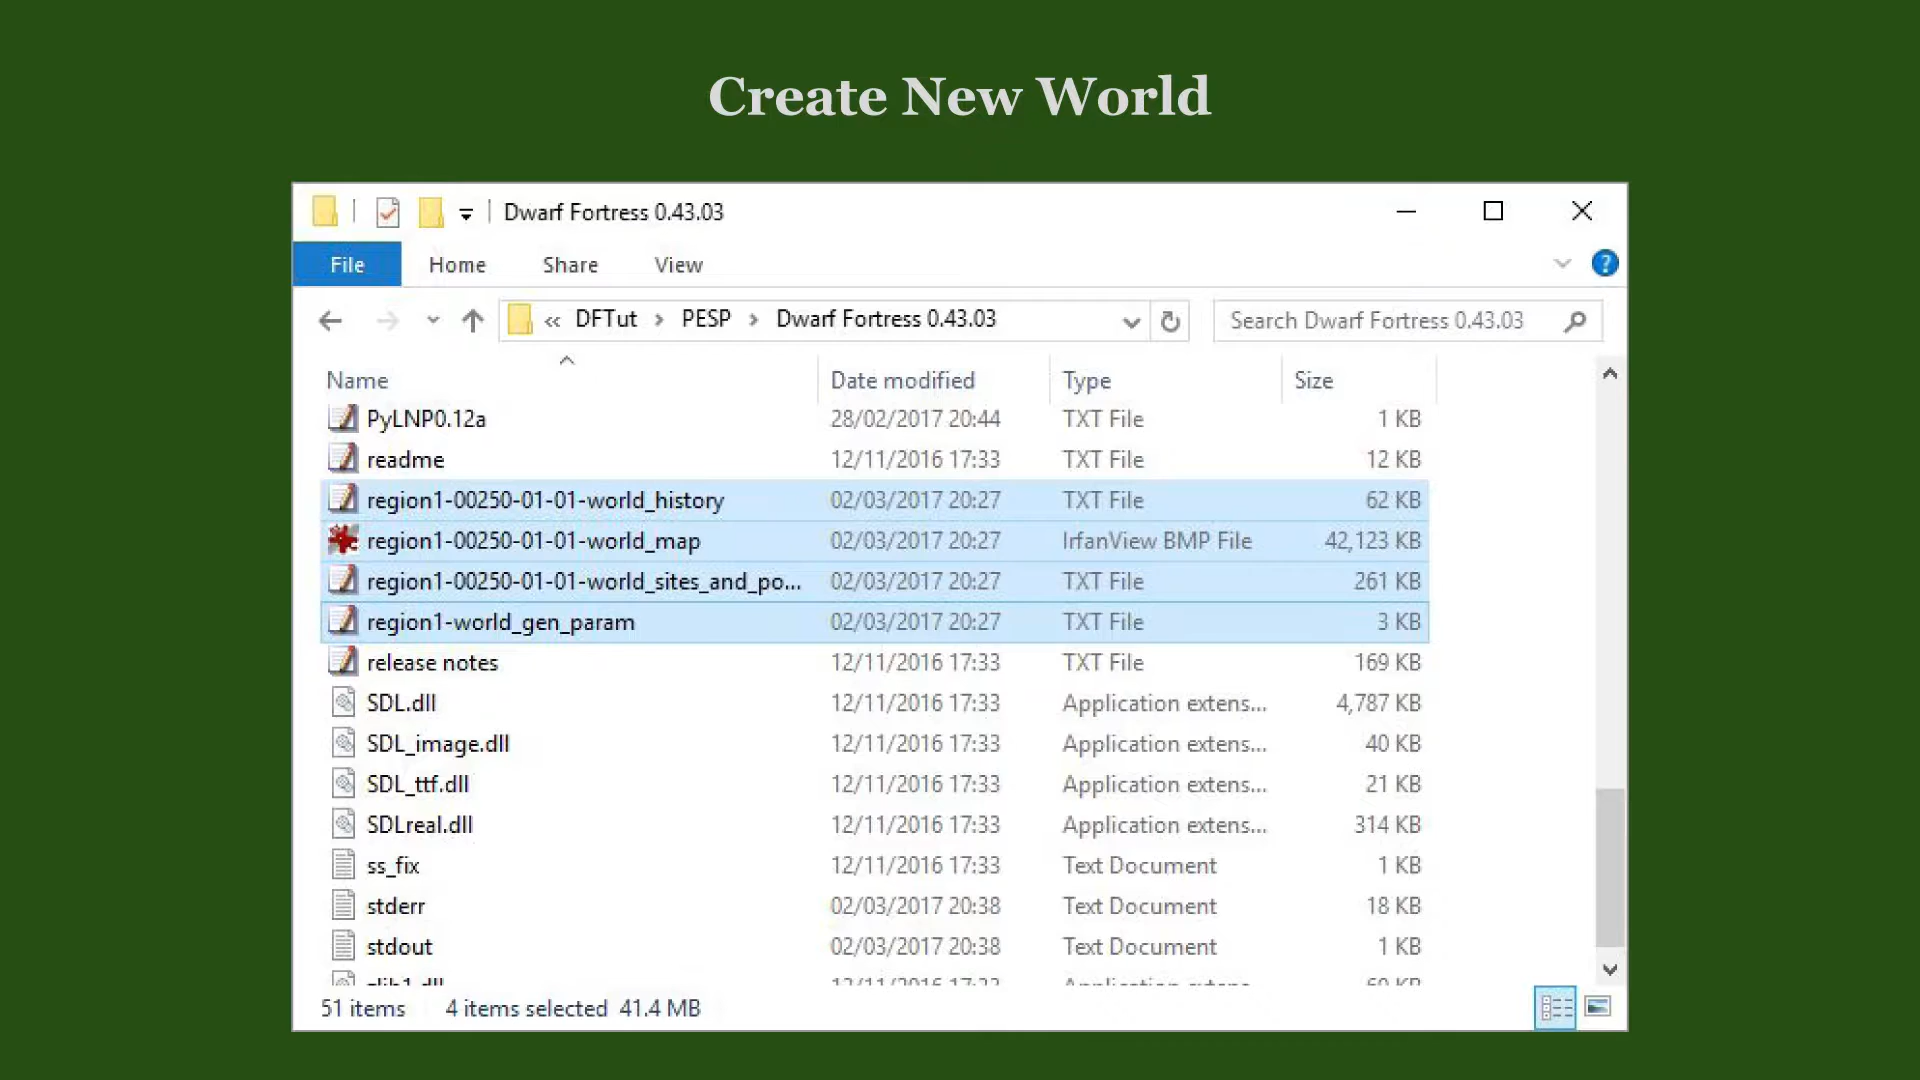 Create New World
Dwarf Fortress 0.43.03
File Home Share View
« DFTut > PESP > Dwarf Fortress 0.43.03 Search Dwarf Fortress 0.43.03
Name Date modified Type Size
PyLNP0.12a 28/02/2017 20:44 TXT File 1 KB
readme 12/11/2016 17:33 TXT File 12 KB
region1-00250-01-01-world_history 02/03/2017 20:27 TXT File 62 KB
region1-00250-01-01-world_map 02/03/2017 20:27 IrfanView BMP File 42,123 KB
region1-00250-01-01-world_sites_and_po... 02/03/2017 20:27 TXT File 261 KB
region1-world_gen_param 02/03/2017 20:27 TXT File 3 KB
release notes 12/11/2016 17:33 TXT File 169 KB
SDL.dll 12/11/2016 17:33 Application extens... 4,787 KB
SDL_image.dll 12/11/2016 17:33 Application extens... 40 KB
SDL_ttf.dll 12/11/2016 17:33 Application extens... 21 KB
SDLreal.dll 12/11/2016 17:33 Application extens... 314 KB
ss_fix 12/11/2016 17:33 Text Document 1 KB
stderr 02/03/2017 20:38 Text Document 18 KB
stdout 02/03/2017 20:38 Text Document 1 KB
51 items 4 items selected 41.4 MB